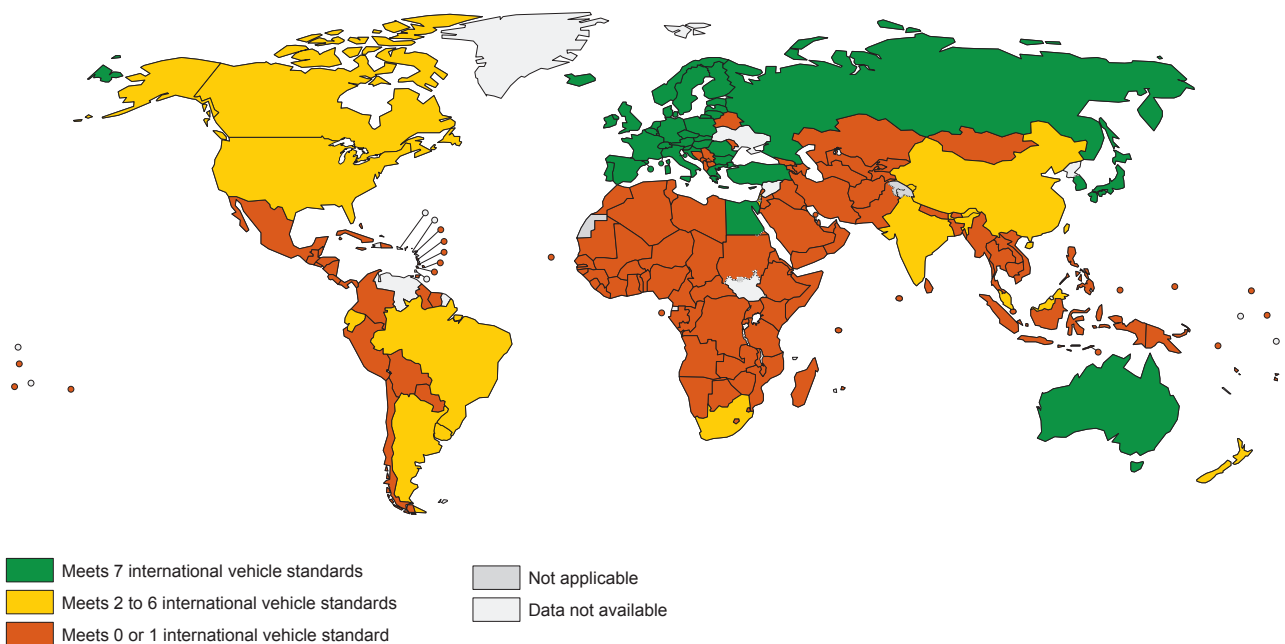 Meets 7 international vehicle standards
Meets 2 to 6 international vehicle standards
Meets 0 or 1 international vehicle standard
Not applicable
Data not available